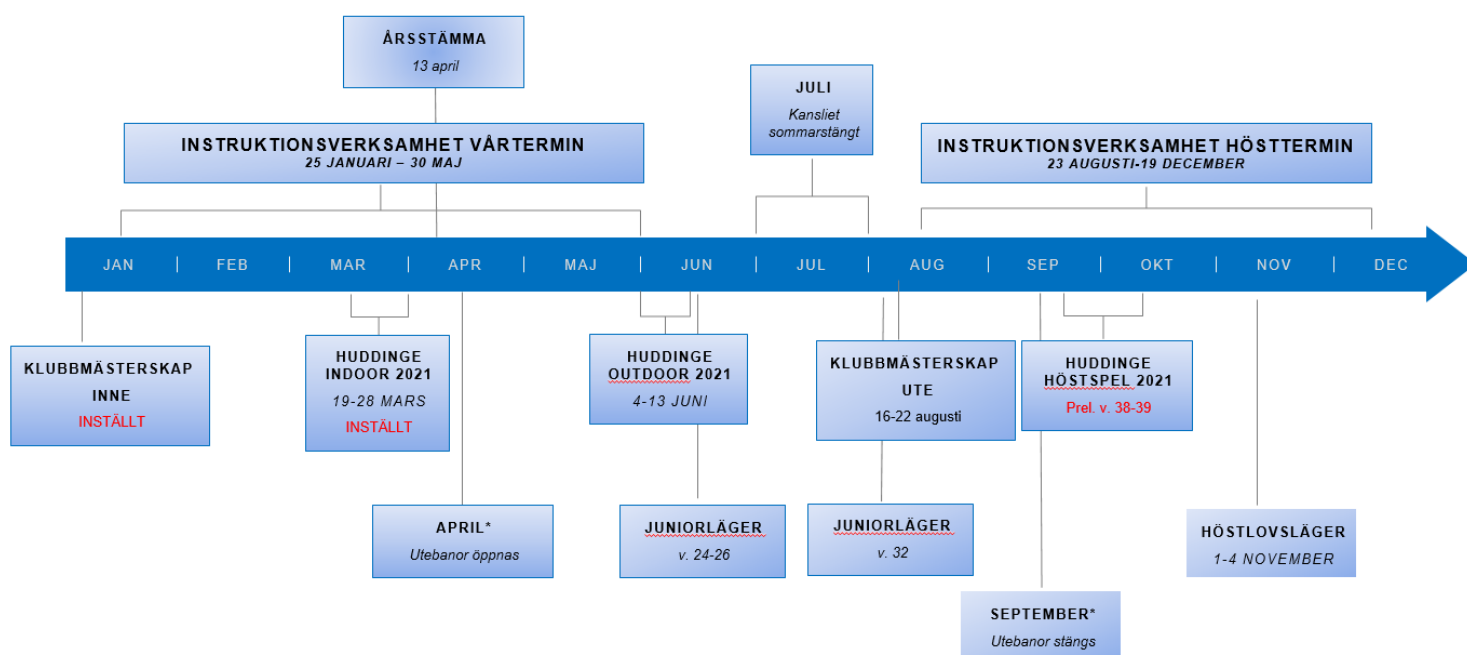 ÅRSSTÄMMA
13 april
JULI
Kansliet
sommarstängt
INSTRUKTIONSVERKSAMHET VÅRTERMIN
25 JANUARI – 30 MAJ
INSTRUKTIONSVERKSAMHET HÖSTTERMIN
23 AUGUSTI-19 DECEMBER
JAN | FEB | MAR | APR | MAJ | JUN | JUL | AUG | SEP | OKT | NOV | DEC
KLUBBMÄSTERSKAP
INNE
INSTÄLLT
HUDDINGE
INDOOR 2021
19-28 MARS
INSTÄLLT
HUDDINGE
OUTDOOR 2021
4-13 JUNI
KLUBBMÄSTERSKAP
UTE
16-22 augusti
HUDDINGE
HÖSTSPEL 2021
Prel. v. 38-39
APRIL*
Utebanor öppnas
JUNIORLÄGER
v. 24-26
JUNIORLÄGER
v. 32
HÖSTLOVSLÄGER
1-4 NOVEMBER
SEPTEMBER*
Utebanor stängs